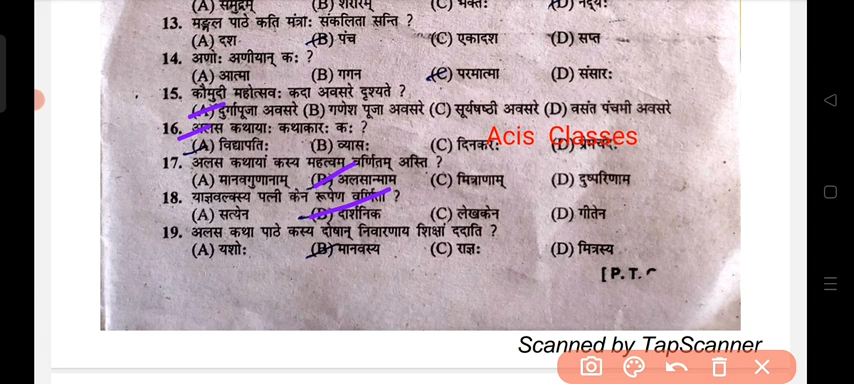 (A) समुद्रम् (B) शरीरम् (C) भक्तः (D) नद्यः
13. मङ्गल पाठे कति मंत्राः संकलिता सन्ति ?
(A) दश (B) पंच (C) एकादश (D) सप्त
14. अणोः अणीयान् कः ?
(A) आत्मा (B) गगन (C) परमात्मा (D) संसारः
15. कौमुदी महोत्सवः कदा अवसरे दृश्यते ?
(A) दुर्गापूजा अवसरे (B) गणेश पूजा अवसरे (C) सूर्यषष्ठी अवसरे (D) वसंत पंचमी अवसरे
16. अलस कथायाः कथाकारः कः ?
Acis Classes
(A) विद्यापतिः (B) व्यासः (C) दिनकरः (D) प्रेमचंदः
17. अलस कथायां कस्य महत्वम् वर्णितम् अस्ति ?
(A) मानवगुणानाम् (B) अलसान्माम (C) मित्राणाम् (D) दुष्परिणाम
18. याज्ञवल्क्स्य पत्नी केन रूपेण वर्णिता ?
(A) सत्येन (B) दार्शनिक (C) लेखकेन (D) गीतेन
19. अलस कथा पाठे कस्य दोषान् निवारणाय शिक्षां ददाति ?
(A) यशोः (B) मानवस्य (C) राज्ञः (D) मित्रस्य
[P.T.
Scanned by TapScanner